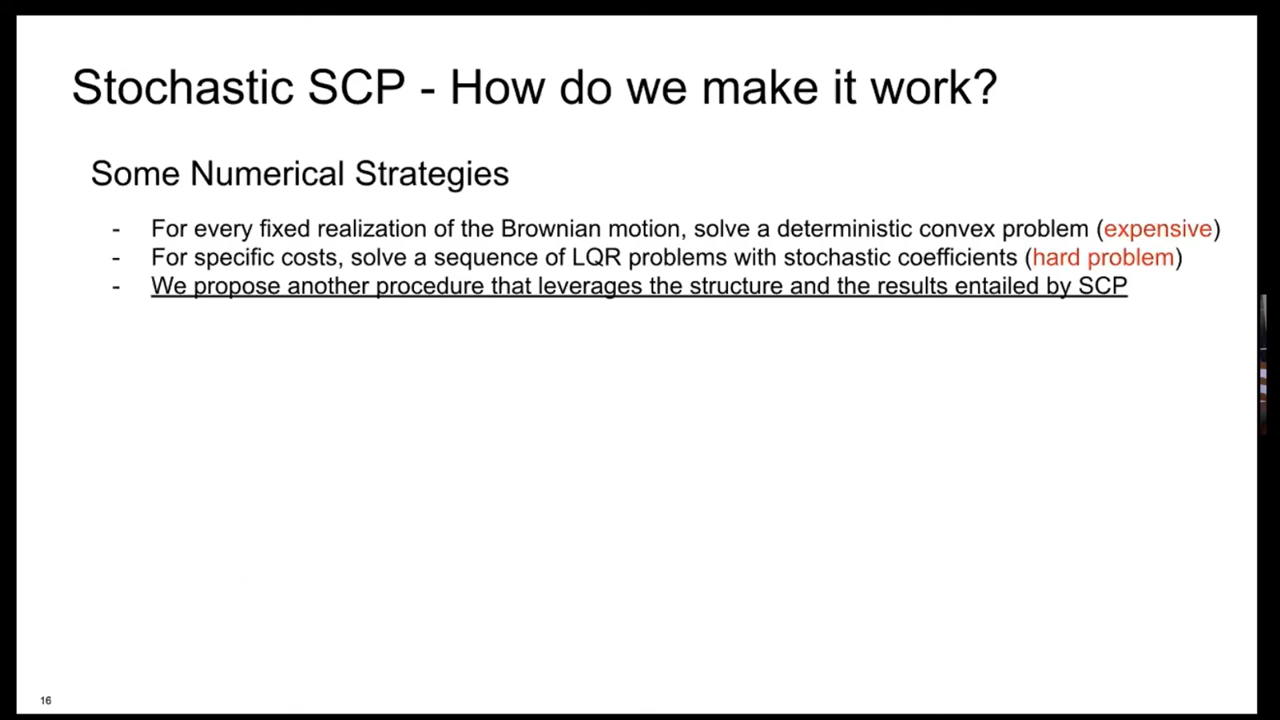 Stochastic SCP - How do we make it work?
Some Numerical Strategies
- For every fixed realization of the Brownian motion, solve a deterministic convex problem (expensive)
- For specific costs, solve a sequence of LQR problems with stochastic coefficients (hard problem)
- We propose another procedure that leverages the structure and the results entailed by SCP
16